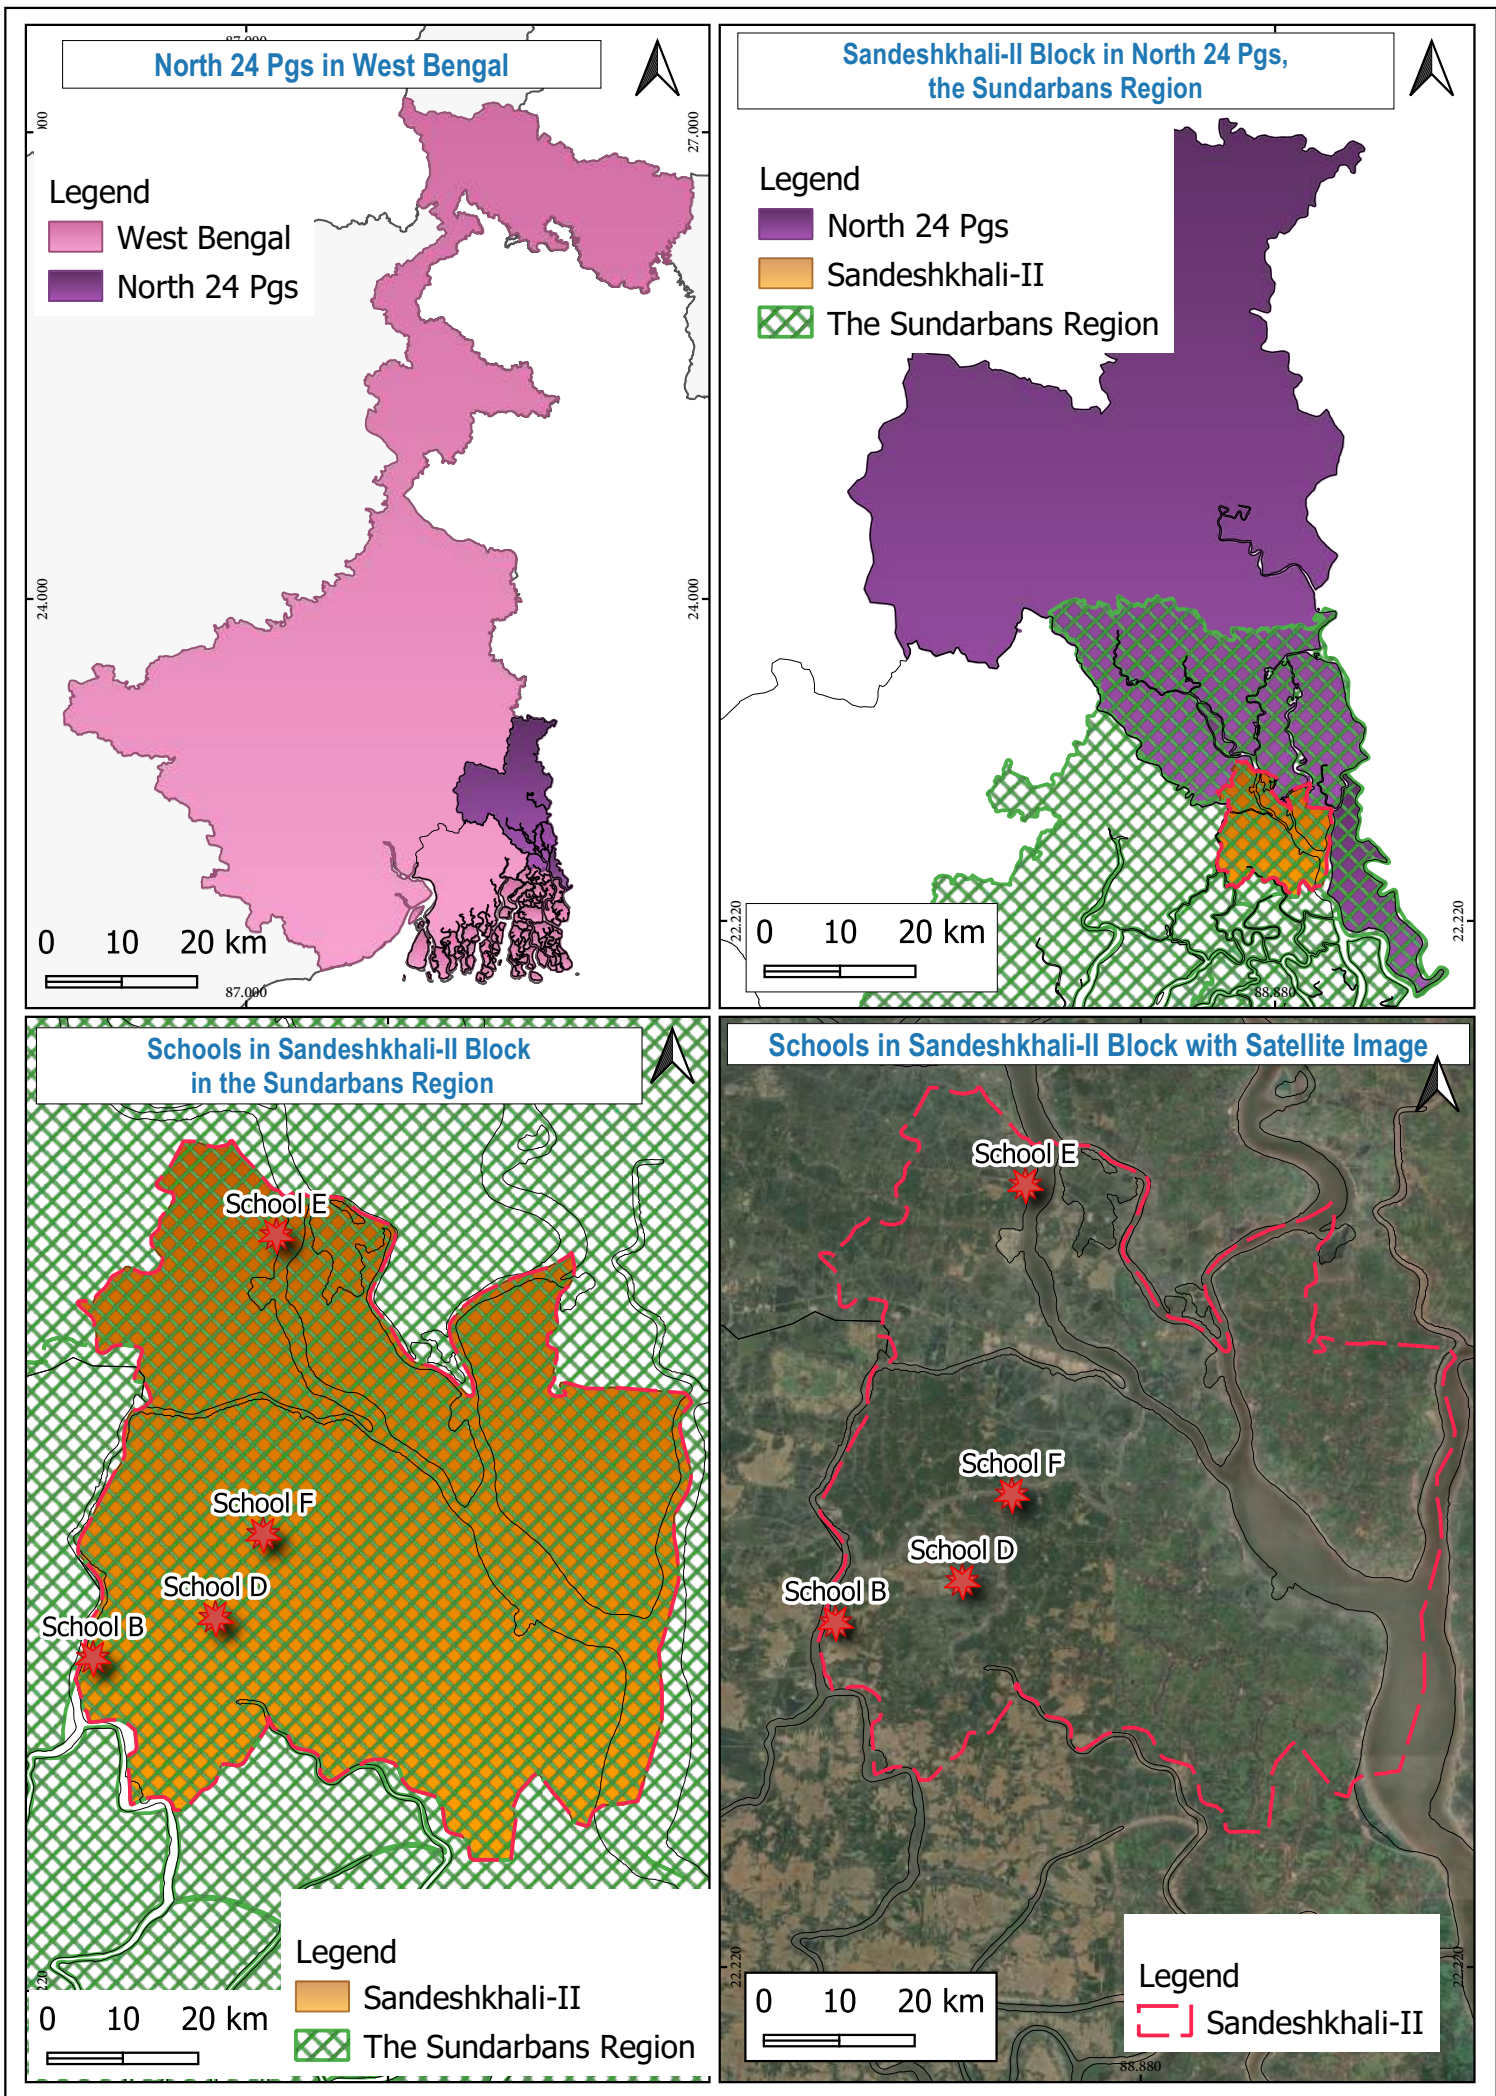 87.000
North 24 Pgs in West Bengal
27.000
Legend
West Bengal
North 24 Pgs
24.000
24.000
0 10 20 km
87.000
Sandeshkhali-II Block in North 24 Pgs,
the Sundarbans Region
Legend
North 24 Pgs
Sandeshkhali-II
The Sundarbans Region
22.220
22.220
0 10 20 km
88.880
Schools in Sandeshkhali-II Block
in the Sundarbans Region
School E
School F
School D
School B
Legend
Sandeshkhali-II
The Sundarbans Region
0 10 20 km
Schools in Sandeshkhali-II Block with Satellite Image
School E
School F
School D
School B
22.220
22.220
0 10 20 km
Legend
Sandeshkhali-II
88.880